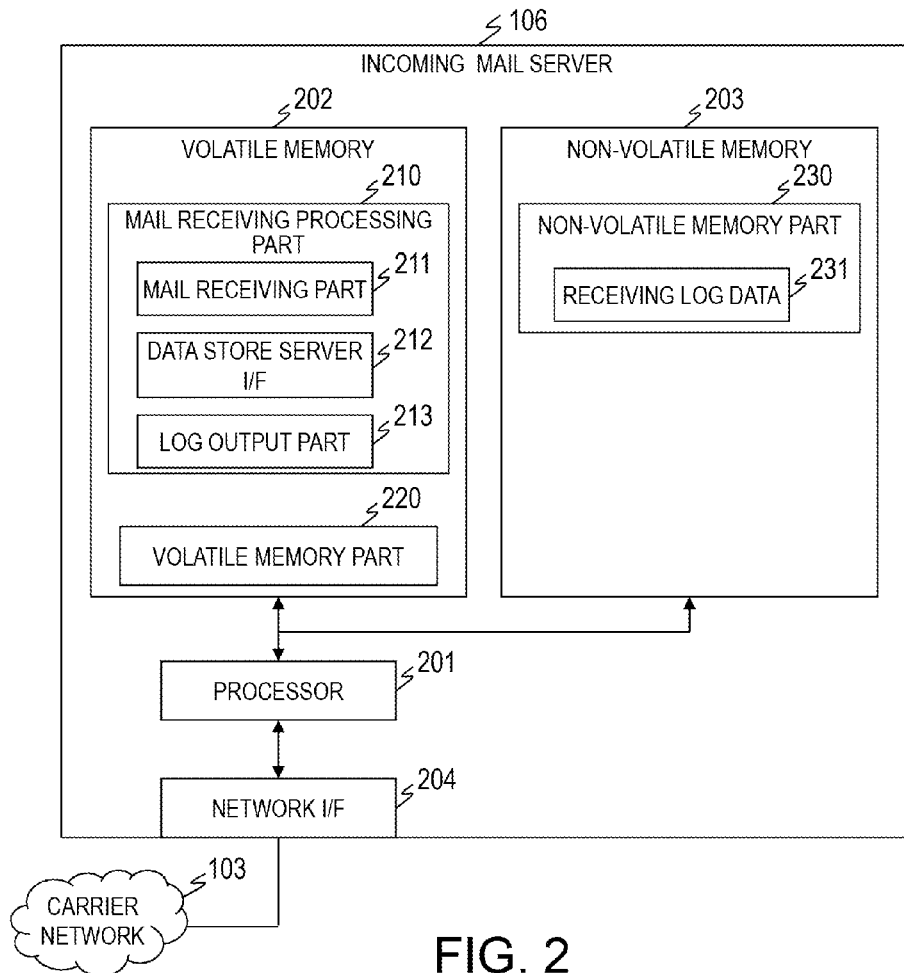 106
INCOMING MAIL SERVER
202
VOLATILE MEMORY
210
MAIL RECEIVING PROCESSING
PART
211
MAIL RECEIVING PART
212
DATA STORE SERVER
I/F
213
LOG OUTPUT PART
220
VOLATILE MEMORY PART
203
NON-VOLATILE MEMORY
230
NON-VOLATILE MEMORY PART
231
RECEIVING LOG DATA
201
PROCESSOR
204
NETWORK I/F
103
CARRIER
NETWORK
FIG. 2